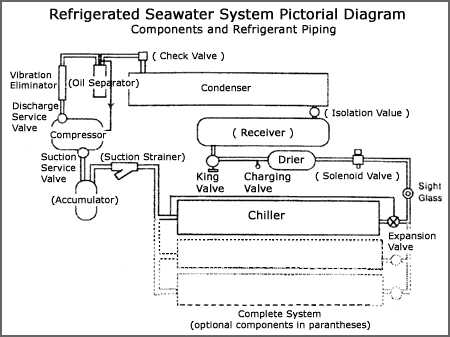 Refrigerated Seawater System Pictorial Diagram
Components and Refrigerant Piping
( Check Valve )
Vibration
Eliminator
(Oil Separator)
Condenser
Discharge
Service
Valve
( Isolation Value )
Compressor
( Receiver )
Suction
Service
Valve
(Suction Strainer)
King
Valve
Charging
Valve
Drier
( Solenoid Valve )
Sight
Glass
(Accumulator)
Chiller
Expansion
Valve
Complete System
(optional components in parantheses)